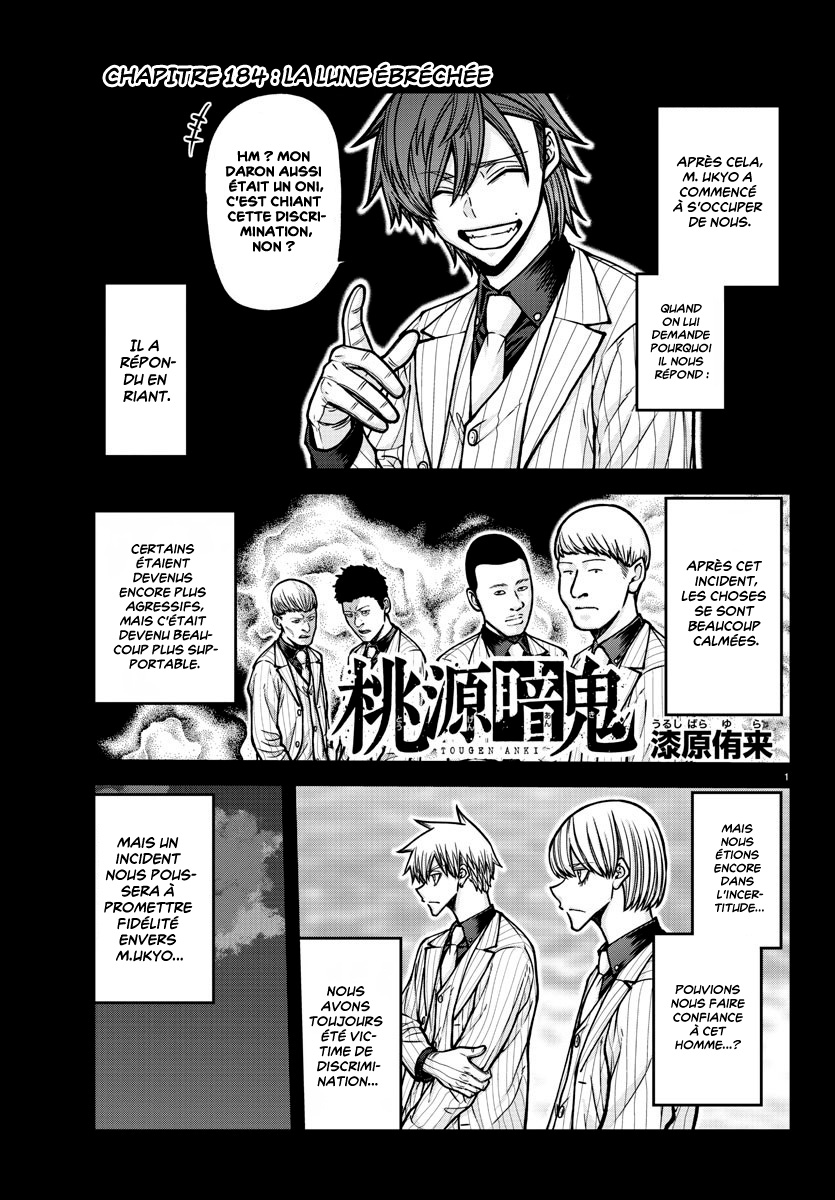 CHAPITRE 184 : LA LUNE ÉBRÉCHÉE
APRÈS CELA,
M. UKYO A
COMMENCÉ
À S'OCCUPER
DE NOUS.
QUAND
ON LUI
DEMANDE
POURQUOI
IL NOUS
RÉPOND :
HM ? MON
DARON AUSSI
ÉTAIT UN ONI,
C'EST CHIANT
CETTE DISCRI-
MINATION,
NON ?
IL A
RÉPON-
DU EN
RIANT.
APRÈS CET
INCIDENT,
LES CHOSES
SE SONT
BEAUCOUP
CALMÉES.
CERTAINS
ÉTAIENT
DEVENUS
ENCORE PLUS
AGRESSIFS,
MAIS C'ÉTAIT
DEVENU BEAU-
COUP PLUS SUP-
PORTABLE.
桃源暗鬼
とう げん あん き
TOUGEN ANKI
うるし ばら ゆ ら
漆原侑来
1
MAIS
NOUS
ÉTIONS
ENCORE
DANS
L'INCER-
TITUDE...
POUVIONS
NOUS FAIRE
CONFIANCE
À CET
HOMME...?
NOUS
AVONS
TOUJOURS
ÉTÉ VIC-
TIME DE
DISCRIMI-
NATION...
MAIS UN
INCIDENT
NOUS POUS-
SERA À
PROMETTRE
FIDÉLITÉ
ENVERS
M.UKYO...